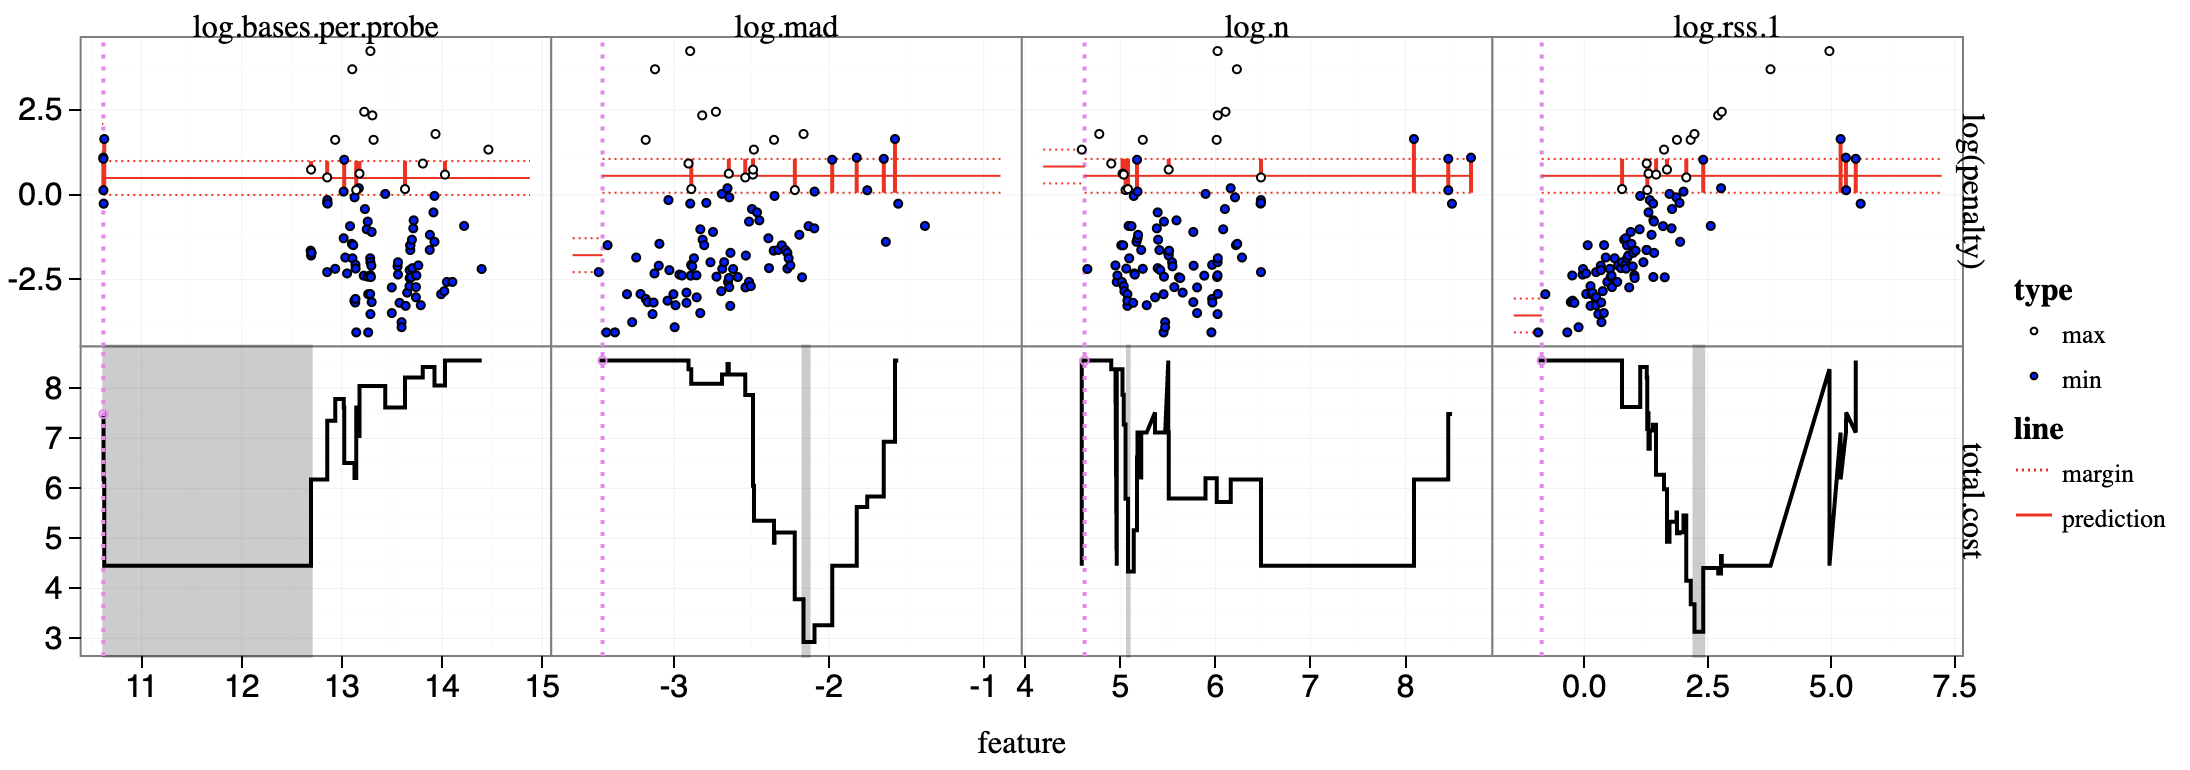 log.bases.per.probe log.mad log.n log.rss.1
2.5
0.0
-2.5
log(penalty)
8
7
6
5
4
3
total.cost
11 12 13 14 15 -3 -2 -1 4 5 6 7 8 0.0 2.5 5.0 7.5
feature
type
max
min
line
margin
prediction